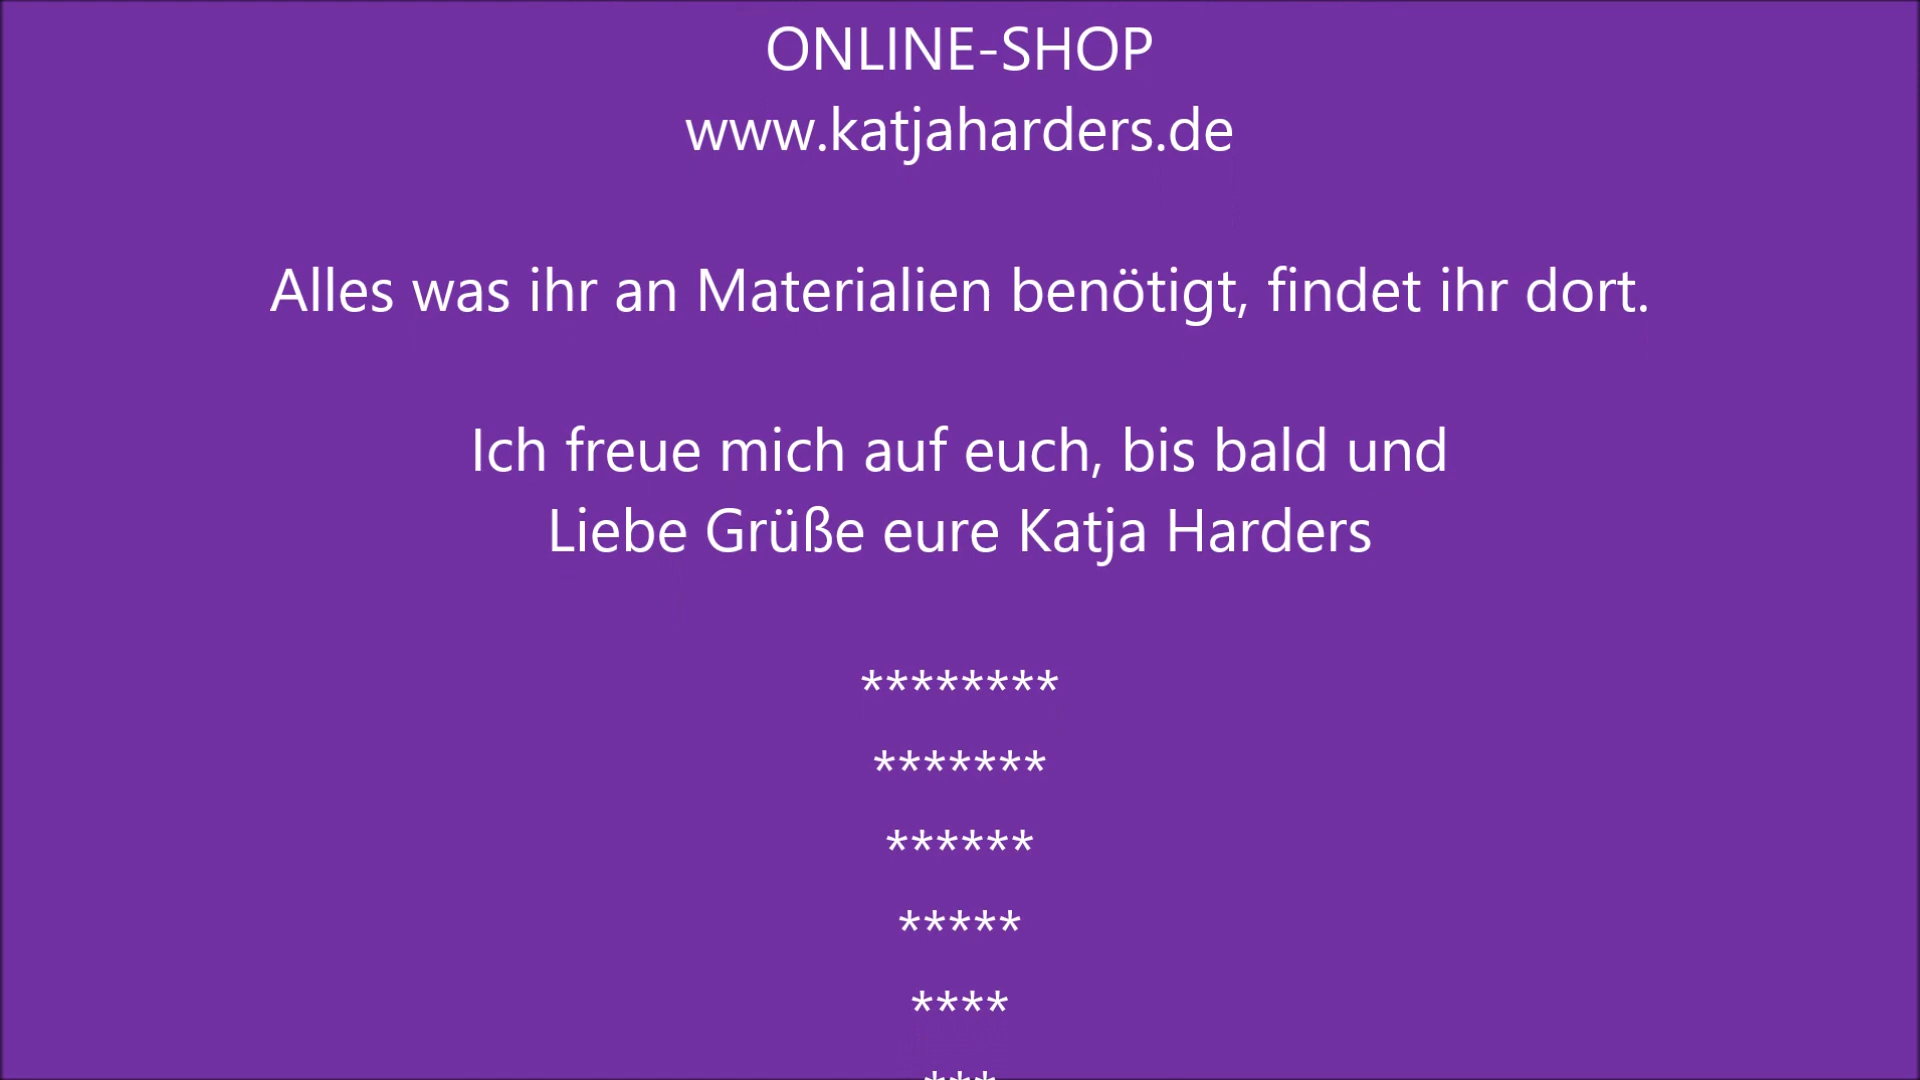 ONLINE-SHOP
www.katjaharders.de
Alles was ihr an Materialien benötigt, findet ihr dort.
Ich freue mich auf euch, bis bald und
Liebe Grüße eure Katja Harders
********
*******
******
*****
****
***